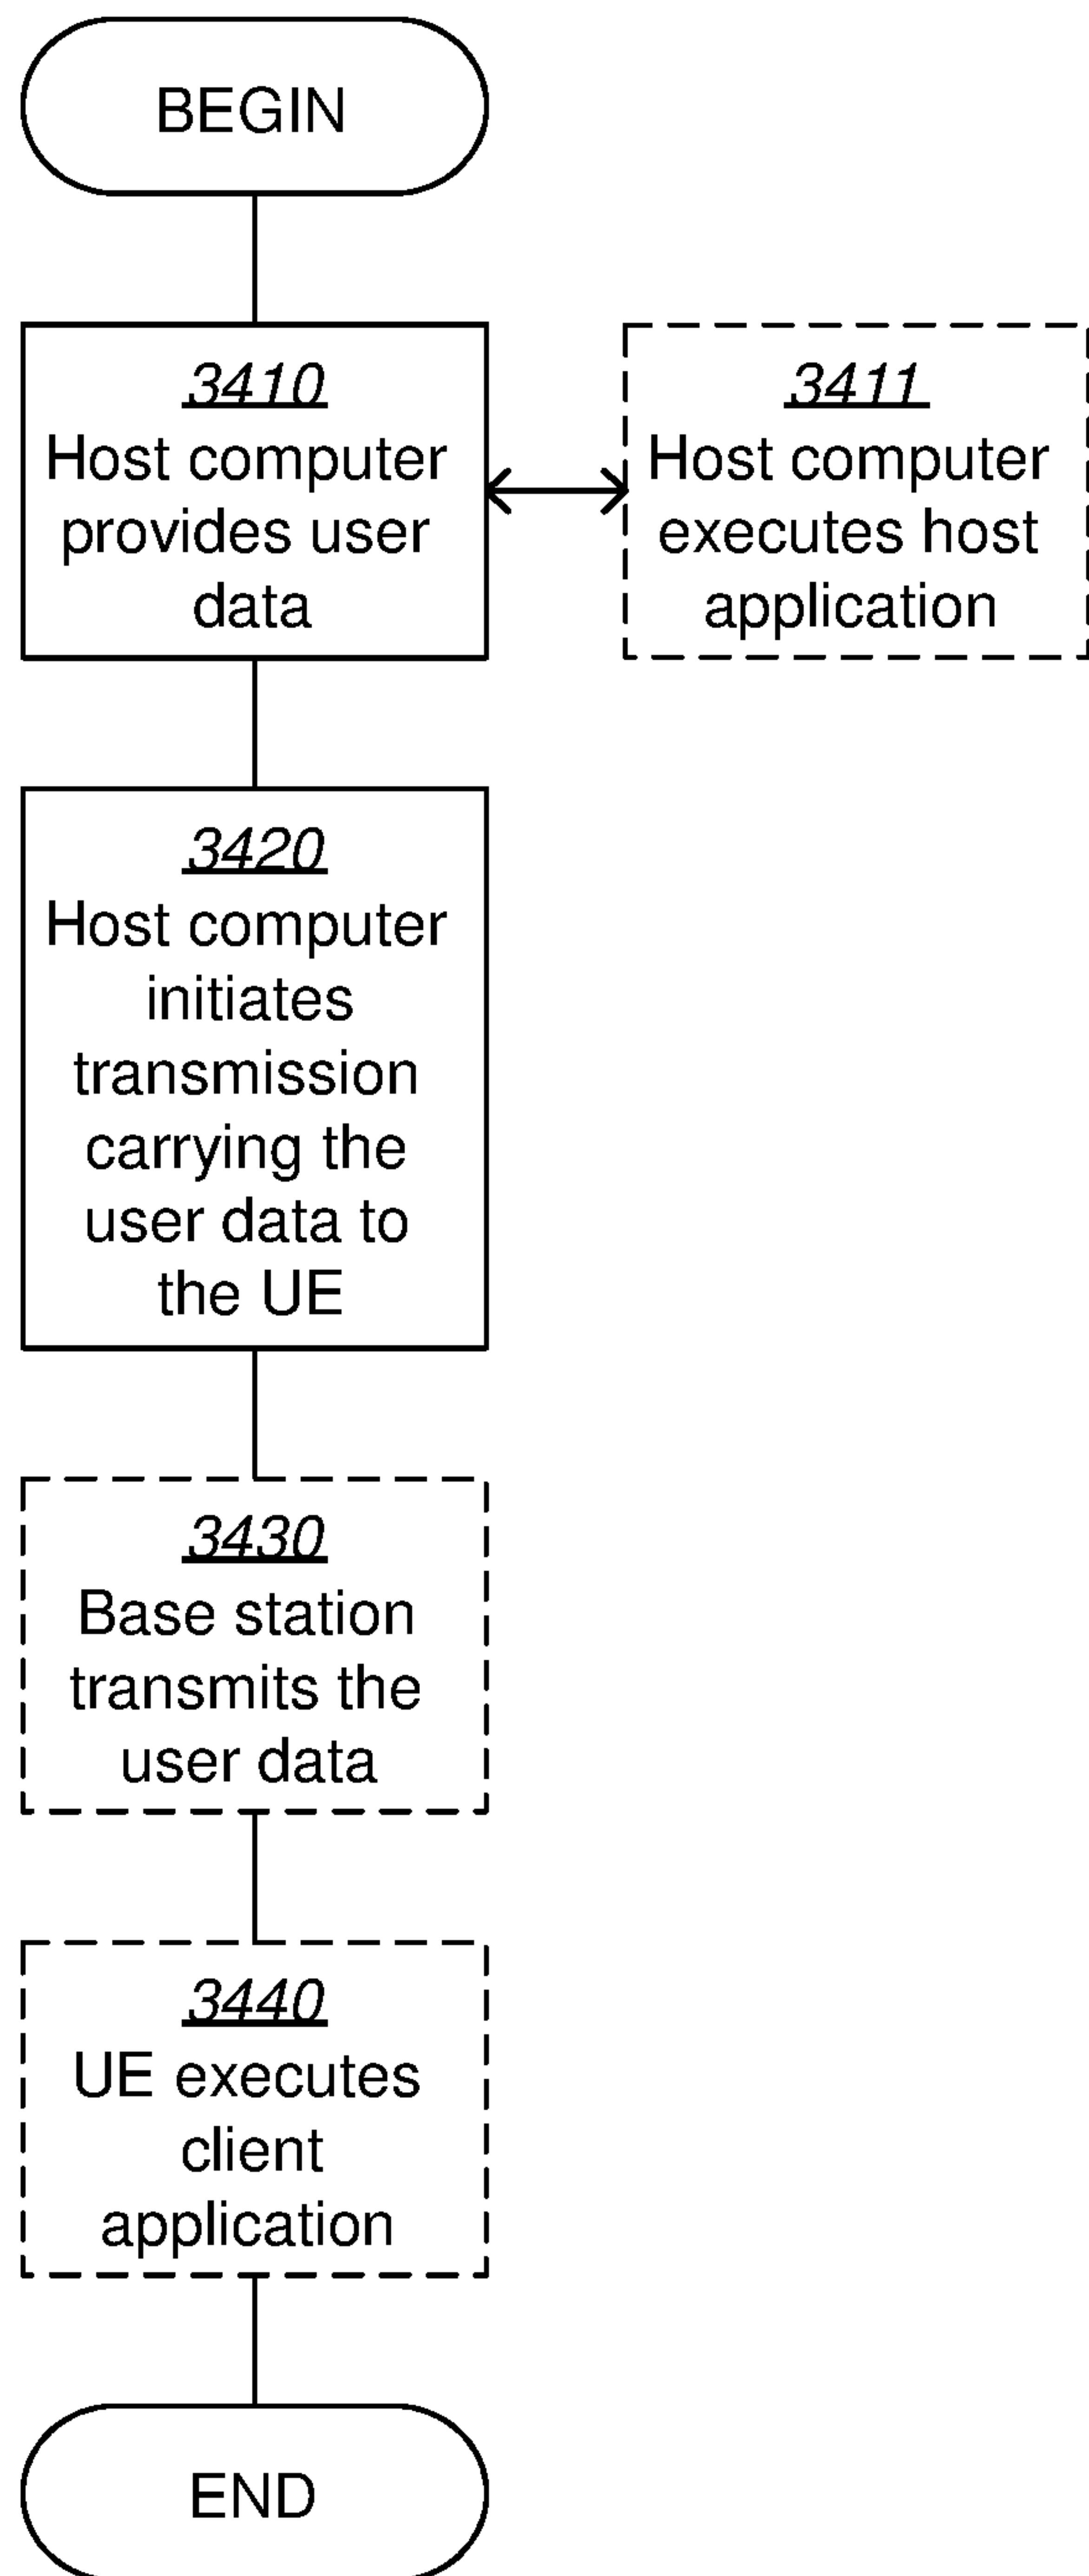 BEGIN
3410
Host computer
provides user
data
3411
Host computer
executes host
application
3420
Host computer
initiates
transmission
carrying the
user data to
the UE
3430
Base station
transmits the
user data
3440
UE executes
client
application
END